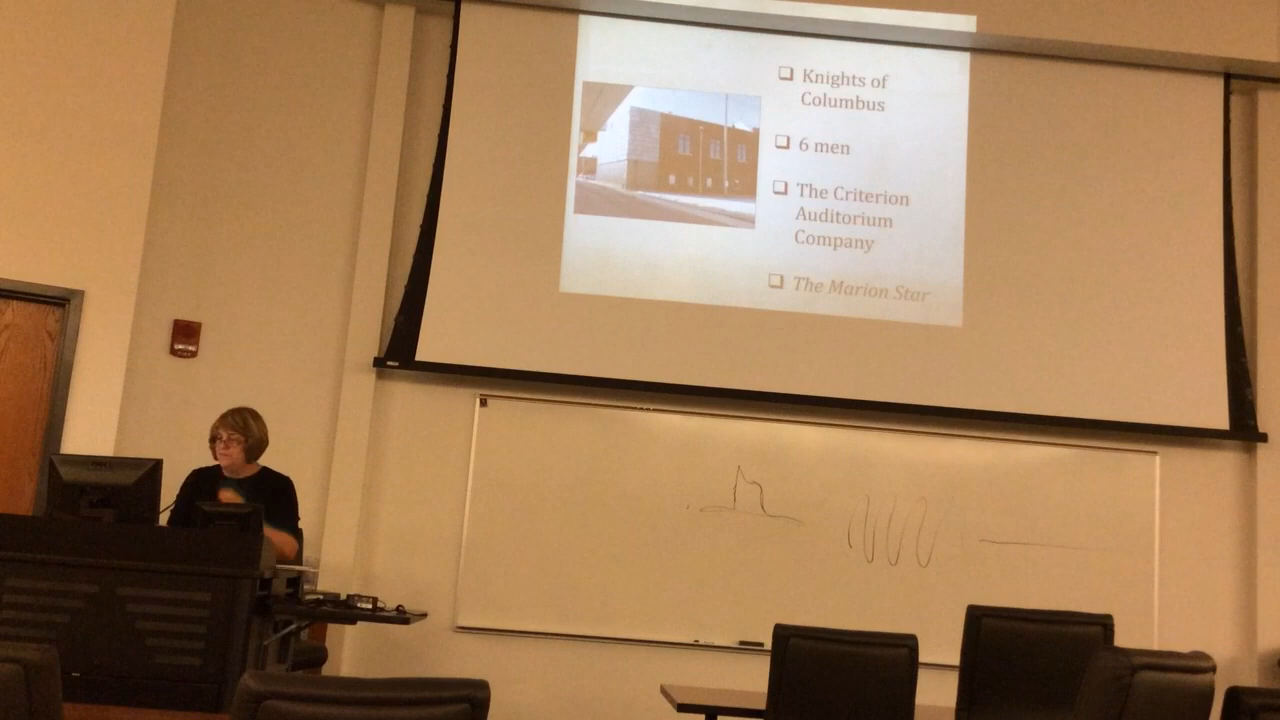 Knights of
Columbus
6 men
The Criterion
Auditorium
Company
The Marion Star